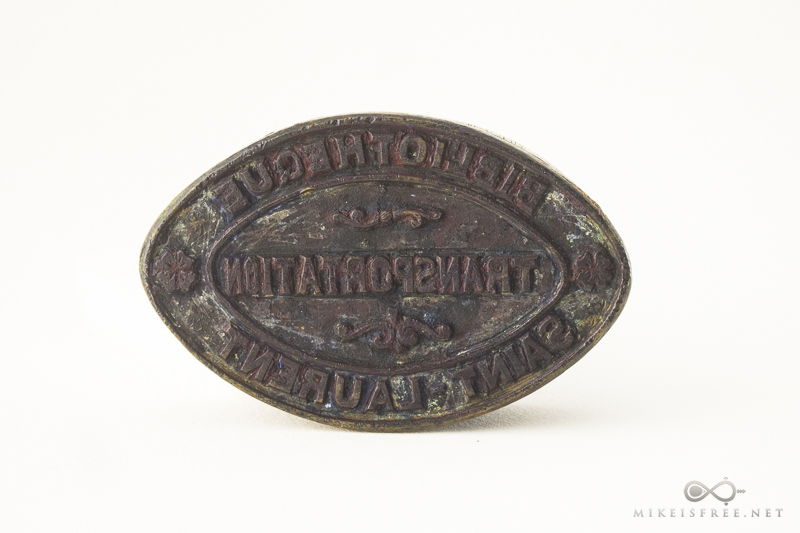 BIBLIOTHEQUE
TRANSPORTATION
SAINT LAURENT
MIKEISFREE.NET